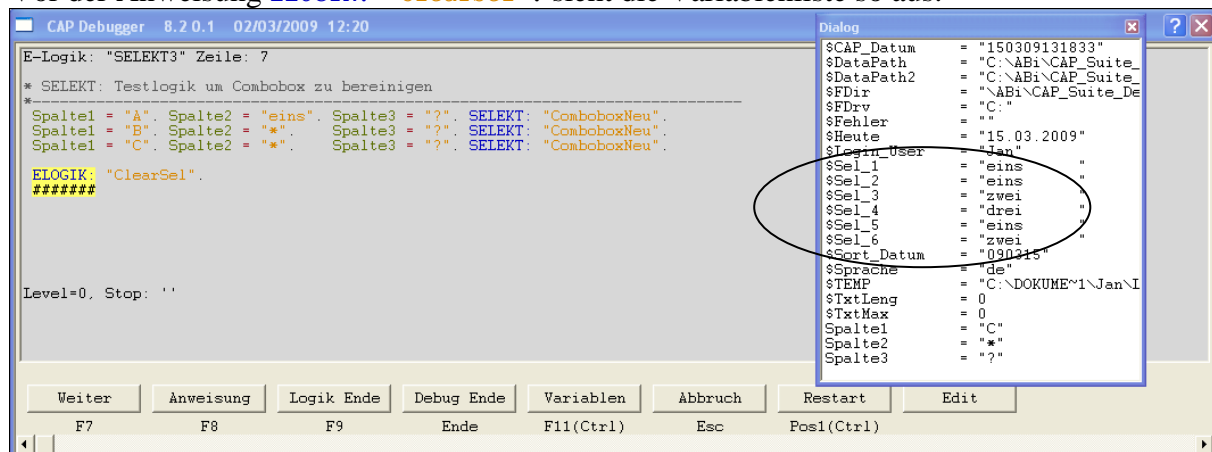 CAP Debugger 8.2 0.1 02/03/2009 12:20
E-Logik: "SELEKT3" Zeile: 7
* SELEKT: Testlogik um Combobox zu bereinigen
*--------------------------------------------------------------------------------
Spalte1 = "A". Spalte2 = "eins". Spalte3 = "?". SELEKT: "ComboboxNeu".
Spalte1 = "B". Spalte2 = "*". Spalte3 = "?". SELEKT: "ComboboxNeu".
Spalte1 = "C". Spalte2 = "*". Spalte3 = "?". SELEKT: "ComboboxNeu".
ELOGIK: "ClearSel".
#######
Level=0, Stop: ''
Dialog
$CAP_Datum = "150309131833"
$DataPath = "C:\ABi\CAP_Suite_
$DataPath2 = "C:\ABi\CAP_Suite_
$FDir = "\ABi\CAP_Suite_De
$FDrv = "C:"
$Fehler = ""
$Heute = "15.03.2009"
$Login_User = "Jan"
$Sel_1 = "eins "
$Sel_2 = "eins "
$Sel_3 = "zwei "
$Sel_4 = "drei "
$Sel_5 = "eins "
$Sel_6 = "zwei "
$Sort_Datum = "090315"
$Sprache = "de"
$TEMP = "C:\DOKUME~1\Jan\I
$TxtLeng = 0
$TxtMax = 0
Spalte1 = "C"
Spalte2 = "*"
Spalte3 = "?"
Weiter Anweisung Logik Ende Debug Ende Variablen Abbruch Restart Edit
F7 F8 F9 Ende F11(Ctrl) Esc Pos1(Ctrl)